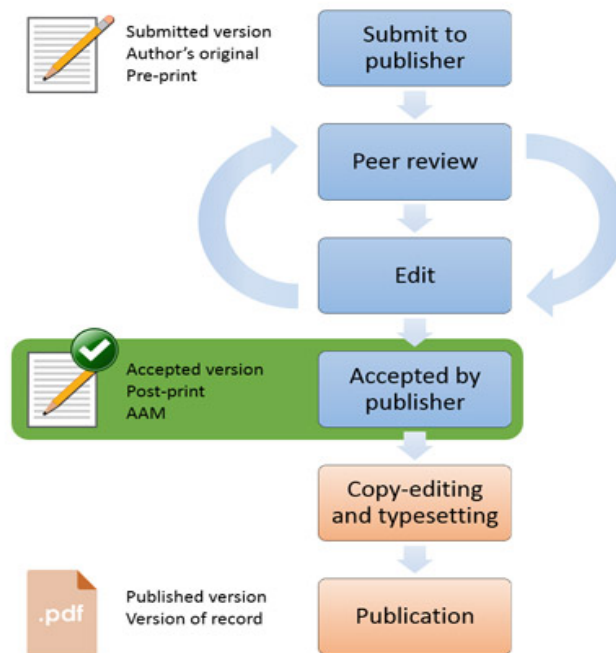 Submitted version
Author's original
Pre-print
Submit to
publisher
Peer review
Edit
Accepted version
Post-print
AAM
Accepted by
publisher
Copy-editing
and typesetting
.pdf
Published version
Version of record
Publication